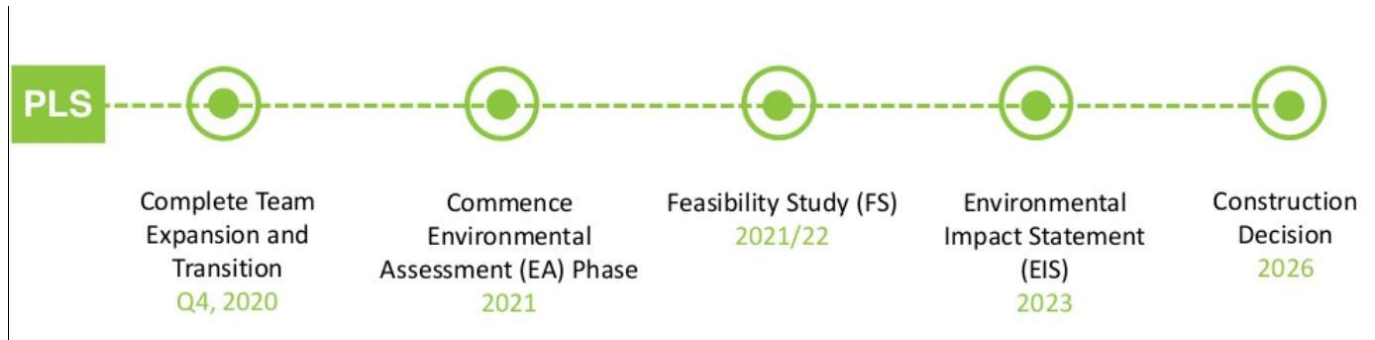 PLS
Complete Team
Expansion and
Transition
Q4, 2020
Commence
Environmental
Assessment (EA) Phase
2021
Feasibility Study (FS)
2021/22
Environmental
Impact Statement
(EIS)
2023
Construction
Decision
2026